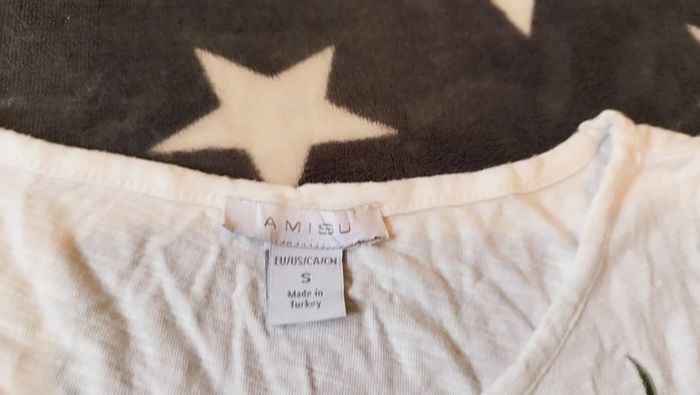 AMISU
EU/US/CA/CN
S
Made in
Turkey